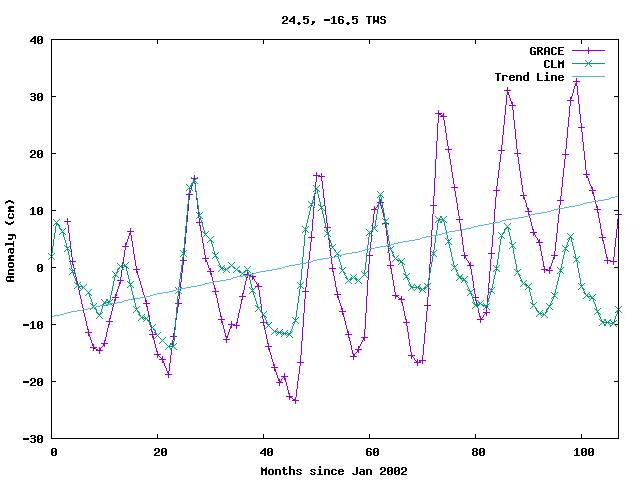 24.5, -16.5 TWS
40
30
20
10
0
-10
-20
-30
0 20 40 60 80 100
Anomaly (cm)
Months since Jan 2002
GRACE
CLM
Trend Line